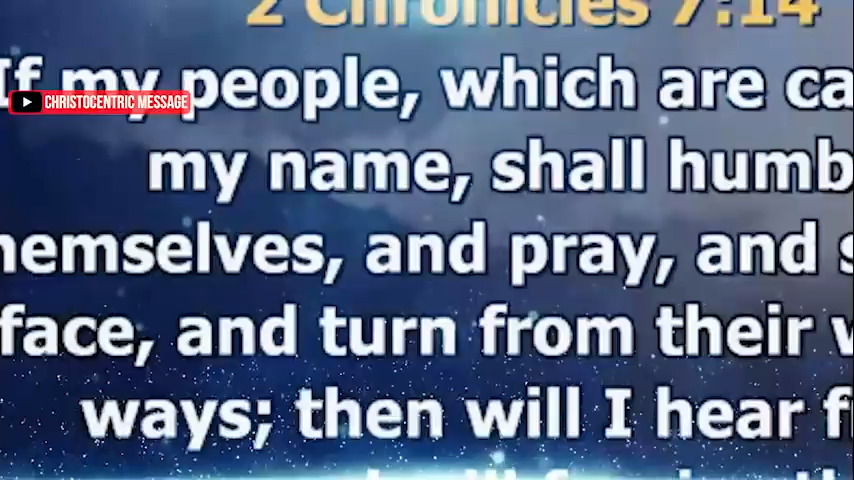 2 Chronicles 7:14
If my people, which are ca
CHRISTOCENTRIC MESSAGE
my name, shall humb
hemselves, and pray, and s
face, and turn from their w
ways; then will I hear f